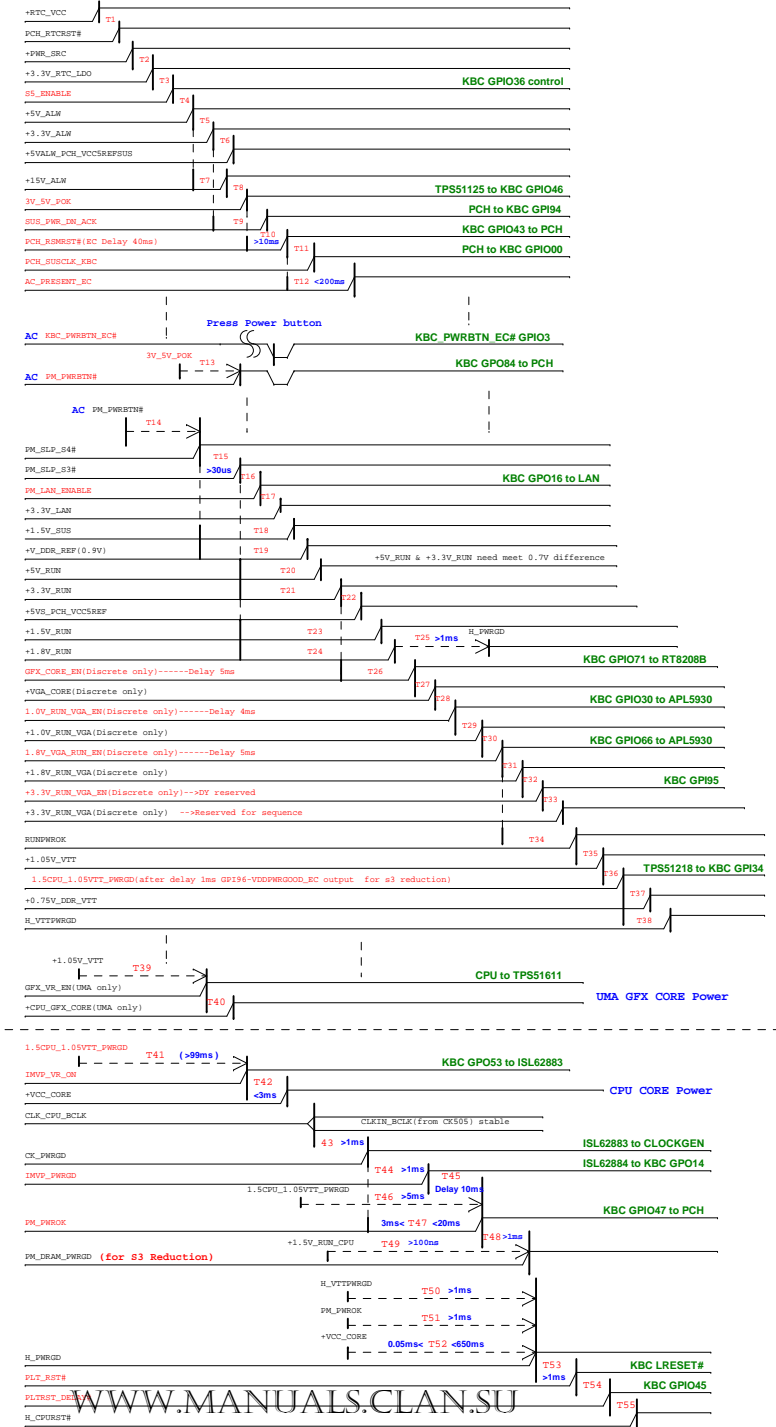 +RTC_VCC
T1
PCH_RTCRST#
+PWR_SRC
T2
+3.3V_RTC_LDO
T3
KBC GPIO36 control
S5_ENABLE
T4
+5V_ALW
T5
+3.3V_ALW
T6
+5VALW_PCH_VCC5REFSUS
+15V_ALW
T7
T8
TPS51125 to KBC GPIO46
3V_5V_POK
PCH to KBC GPI94
SUS_PWR_DN_ACK
T9
T10
KBC GPIO43 to PCH
PCH_RSMRST#(EC Delay 40ms)
>10ms
T11
PCH to KBC GPIO00
PCH_SUSCLK_KBC
AC_PRESENT_EC
T12 <200ms
Press Power button
AC KBC_PWRBTN_EC#
KBC_PWRBTN_EC# GPIO3
3V_5V_POK
T13
KBC GPO84 to PCH
AC PM_PWRBTN#
AC PM_PWRBTN#
T14
PM_SLP_S4#
T15
PM_SLP_S3#
>30us
T16
KBC GPO16 to LAN
PM_LAN_ENABLE
T17
+3.3V_LAN
+1.5V_SUS
T18
+V_DDR_REF(0.9V)
T19
+5V_RUN & +3.3V_RUN need meet 0.7V difference
+5V_RUN
T20
+3.3V_RUN
T21
T22
+5VS_PCH_VCC5REF
+1.5V_RUN
T23
T25 >1ms
H_PWRGD
+1.8V_RUN
T24
KBC GPIO71 to RT8208B
GFX_CORE_EN(Discrete only)------Delay 5ms
T26
+VGA_CORE(Discrete only)
T27
T28
KBC GPIO30 to APL5930
1.0V_RUN_VGA_EN(Discrete only)------Delay 4ms
+1.0V_RUN_VGA(Discrete only)
T29
T30
KBC GPIO66 to APL5930
1.8V_VGA_RUN_EN(Discrete only)------Delay 5ms
+1.8V_RUN_VGA(Discrete only)
T31
T32
KBC GPI95
+3.3V_RUN_VGA_EN(Discrete only)-->DY reserved
T33
+3.3V_RUN_VGA(Discrete only) -->Reserved for sequence
RUNPWROK
T34
+1.05V_VTT
T35
TPS51218 to KBC GPI34
T36
1.5CPU_1.05VTT_PWRGD(after delay 1ms GPI96-VDDPWRGOOD_EC output for s3 reduction)
+0.75V_DDR_VTT
T37
H_VTTPWRGD
T38
+1.05V_VTT
T39
CPU to TPS51611
GFX_VR_EN(UMA only)
+CPU_GFX_CORE(UMA only)
T40
UMA GFX CORE Power
1.5CPU_1.05VTT_PWRGD
T41 (>99ms)
KBC GPO53 to ISL62883
IMVP_VR_ON
T42
+VCC_CORE
<3ms
CPU CORE Power
CLK_CPU_BCLK
CLKIN_BCLK(from CK505) stable
43 >1ms
ISL62883 to CLOCKGEN
CK_PWRGD
T44 >1ms
ISL62884 to KBC GPO14
IMVP_PWRGD
T45
1.5CPU_1.05VTT_PWRGD
Delay 10ms
T46 >5ms
KBC GPIO47 to PCH
PM_PWROK
3ms< T47 <20ms
+1.5V_RUN_CPU
T49 >100ns
T48 >1ms
PM_DRAM_PWRGD (for S3 Reduction)
H_VTTPWRGD
T50 >1ms
PM_PWROK
T51 >1ms
+VCC_CORE
0.05ms< T52 <650ms
H_PWRGD
T53
KBC LRESET#
PLT_RST#
>1ms
T54
KBC GPIO45
PLTRST_DELAY#
T55
H_CPURST#
WWW.MANUALS.CLAN.SU